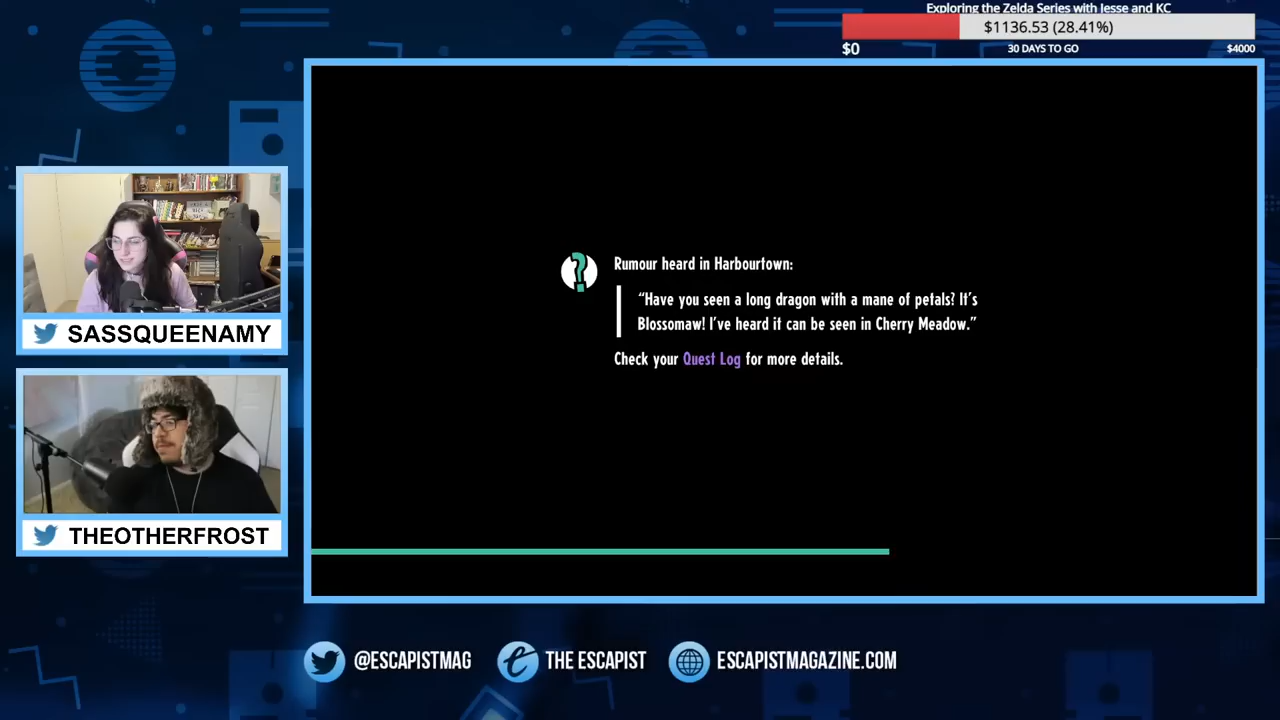 Exploring the Zelda Series with Jesse and KC
$1136.53 (28.41%)
$0
30 DAYS TO GO
$4000
Rumour heard in Harbourtown:
“Have you seen a long dragon with a mane of petals? It's
Blossomaw! I've heard it can be seen in Cherry Meadow.”
Check your Quest Log for more details.
SASSQUEENAMY
THEOTHERFROST
@ESCAPISTMAG
THE ESCAPIST
ESCAPISTMAGAZINE.COM